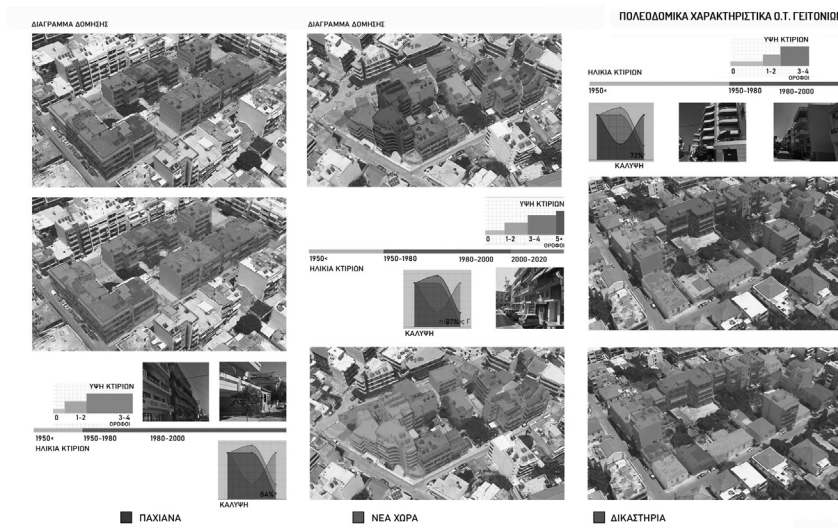 ΠΟΛΕΟΔΟΜΙΚΑ ΧΑΡΑΚΤΗΡΙΣΤΙΚΑ Ο.Τ. ΓΕΙΤΟΝΙΩΝ
ΔΙΑΓΡΑΜΜΑ ΔΟΜΗΣΗΣ
ΥΨΗ ΚΤΙΡΙΩΝ
0 1-2 3-4
ΟΡΟΦΟΙ
1950< 1950-1980 1980-2000
ΗΛΙΚΙΑ ΚΤΙΡΙΩΝ
64%
ΚΑΛΥΨΗ
ΠΑΧΙΑΝΑ
ΔΙΑΓΡΑΜΜΑ ΔΟΜΗΣΗΣ
ΥΨΗ ΚΤΙΡΙΩΝ
0 1-2 3-4 5+
ΟΡΟΦΟΙ
1950< 1950-1980 1980-2000 2000-2020
ΗΛΙΚΙΑ ΚΤΙΡΙΩΝ
ΚΑΛΥΨΗ
ΝΕΑ ΧΩΡΑ
ΥΨΗ ΚΤΙΡΙΩΝ
0 1-2 3-4
ΟΡΟΦΟΙ
ΗΛΙΚΙΑ ΚΤΙΡΙΩΝ
1950< 1950-1980 1980-2000
ΚΑΛΥΨΗ
ΔΙΚΑΣΤΗΡΙΑ